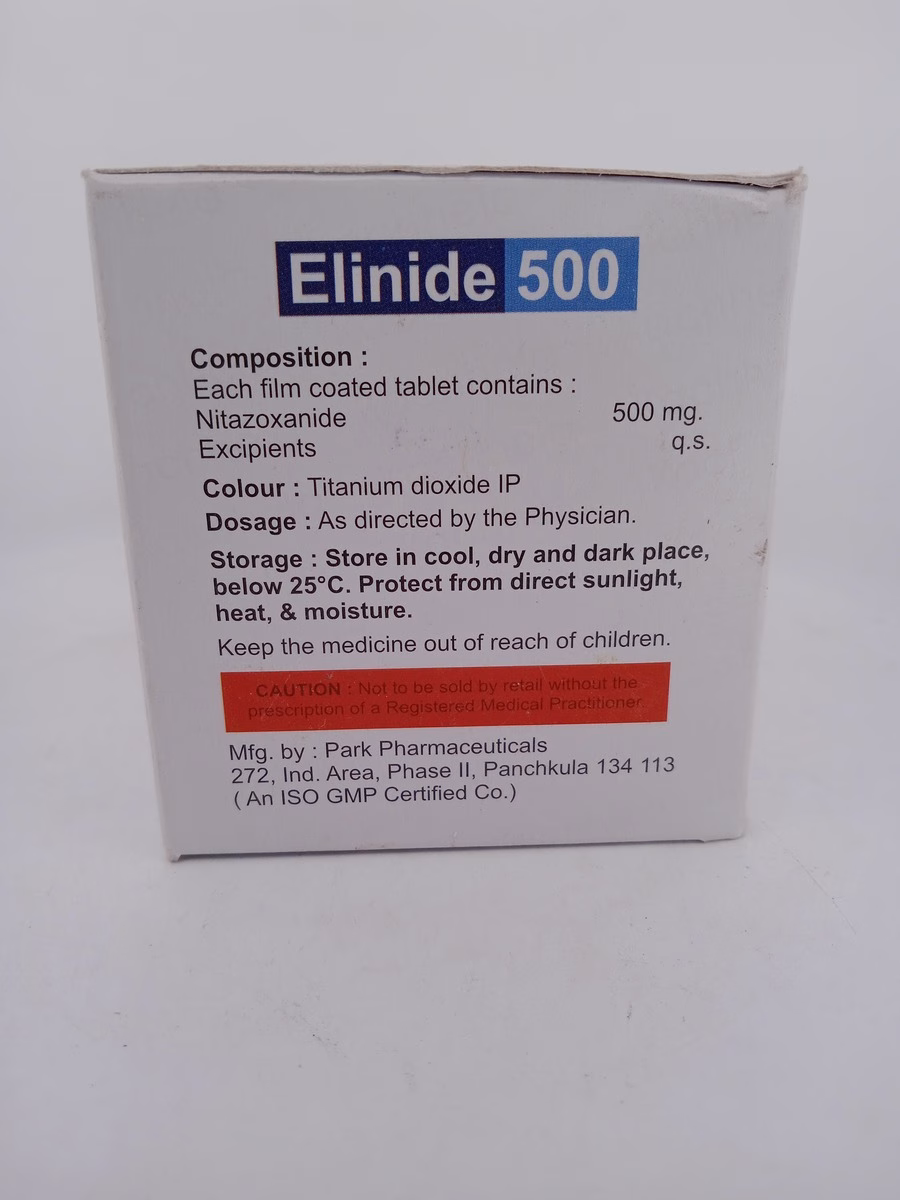 Elinide 500
Composition :
Each film coated tablet contains :
Nitazoxanide 500 mg.
Excipients q.s.
Colour : Titanium dioxide IP
Dosage : As directed by the Physician.
Storage : Store in cool, dry and dark place,
below 25°C. Protect from direct sunlight,
heat, & moisture.
Keep the medicine out of reach of children.
CAUTION : Not to be sold by retail without the
prescription of a Registered Medical Practitioner.
Mfg. by : Park Pharmaceuticals
272, Ind. Area, Phase II, Panchkula 134 113
( An ISO GMP Certified Co.)